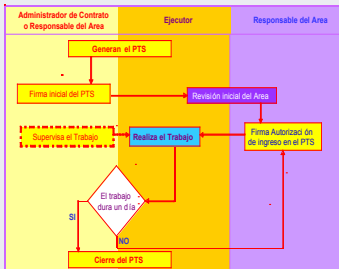 Administrador de Contrato
o Responsable del Area
Ejecutor
Responsable del Area
Generan el PTS
Firma inicial del PTS
Revisión inicial del Area
Supervisa el Trabajo
Realiza el Trabajo
Firma Autorización
de ingreso en el PTS
El trabajo
dura un día
SI
NO
Cierre del PTS